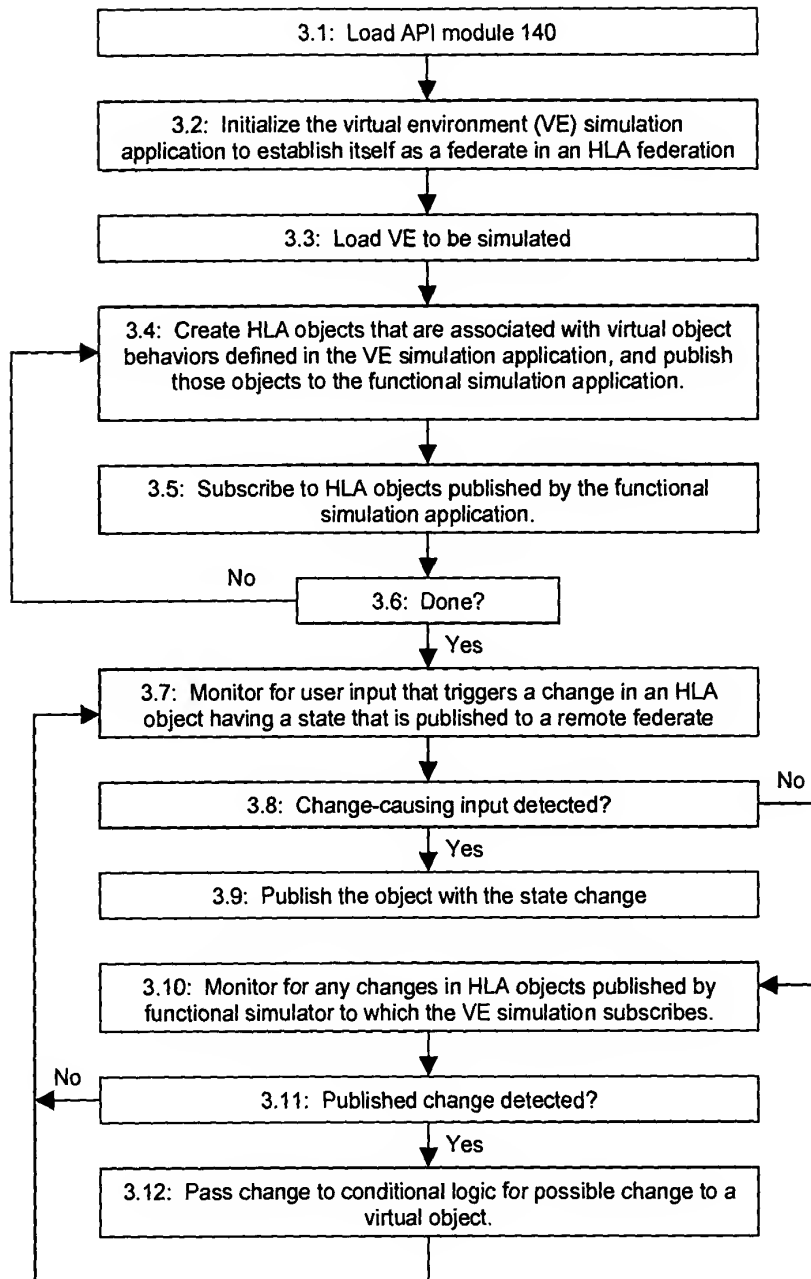 3.1: Load API module 140
3.2: Initialize the virtual environment (VE) simulation
application to establish itself as a federate in an HLA federation
3.3: Load VE to be simulated
3.4: Create HLA objects that are associated with virtual object
behaviors defined in the VE simulation application, and publish
those objects to the functional simulation application.
3.5: Subscribe to HLA objects published by the functional
simulation application.
No
3.6: Done?
Yes
3.7: Monitor for user input that triggers a change in an HLA
object having a state that is published to a remote federate
No
3.8: Change-causing input detected?
Yes
3.9: Publish the object with the state change
3.10: Monitor for any changes in HLA objects published by
functional simulator to which the VE simulation subscribes.
No
3.11: Published change detected?
Yes
3.12: Pass change to conditional logic for possible change to a
virtual object.